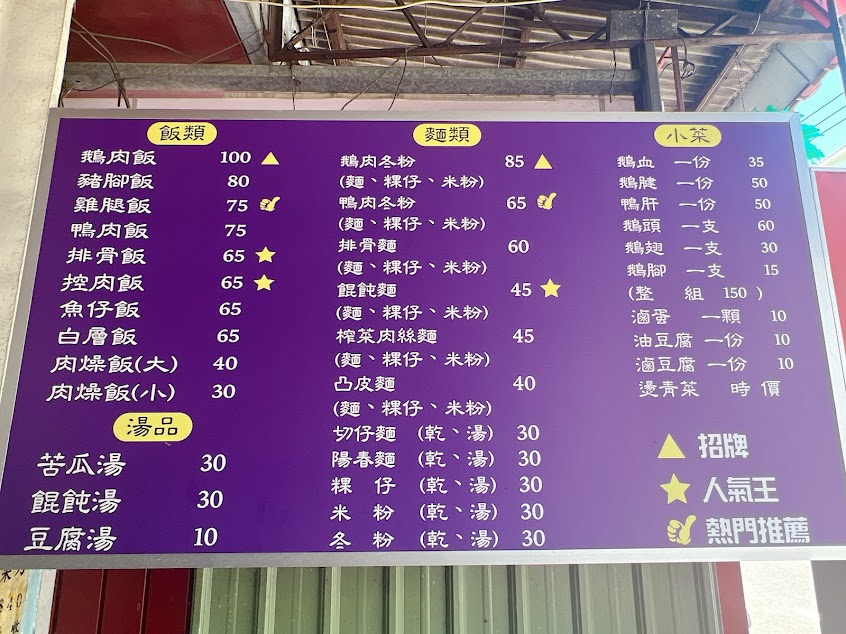 飯類
鵝肉飯 100 ▲
豬腳飯 80
雞腿飯 75 👍
鴨肉飯 75
排骨飯 65 ★
控肉飯 65 ★
魚仔飯 65
白層飯 65
肉燥飯(大) 40
肉燥飯(小) 30
湯品
苦瓜湯 30
餛飩湯 30
豆腐湯 10
麵類
鵝肉冬粉 85 ▲
(麵、粿仔、米粉)
鴨肉冬粉 65 👍
(麵、粿仔、米粉)
排骨麵 60
(麵、粿仔、米粉)
餛飩麵 45 ★
(麵、粿仔、米粉)
榨菜肉絲麵 45
(麵、粿仔、米粉)
凸皮麵 40
(麵、粿仔、米粉)
切仔麵 (乾、湯) 30
陽春麵 (乾、湯) 30
粿 仔 (乾、湯) 30
米 粉 (乾、湯) 30
冬 粉 (乾、湯) 30
小菜
鵝血 一份 35
鵝腱 一份 50
鴨肝 一份 50
鵝頭 一支 60
鵝翅 一支 30
鵝腳 一支 15
(整 組 150 )
滷蛋 一顆 10
油豆腐 一份 10
滷豆腐 一份 10
燙青菜 時 價
▲ 招牌
★ 人氣王
👍 熱門推薦